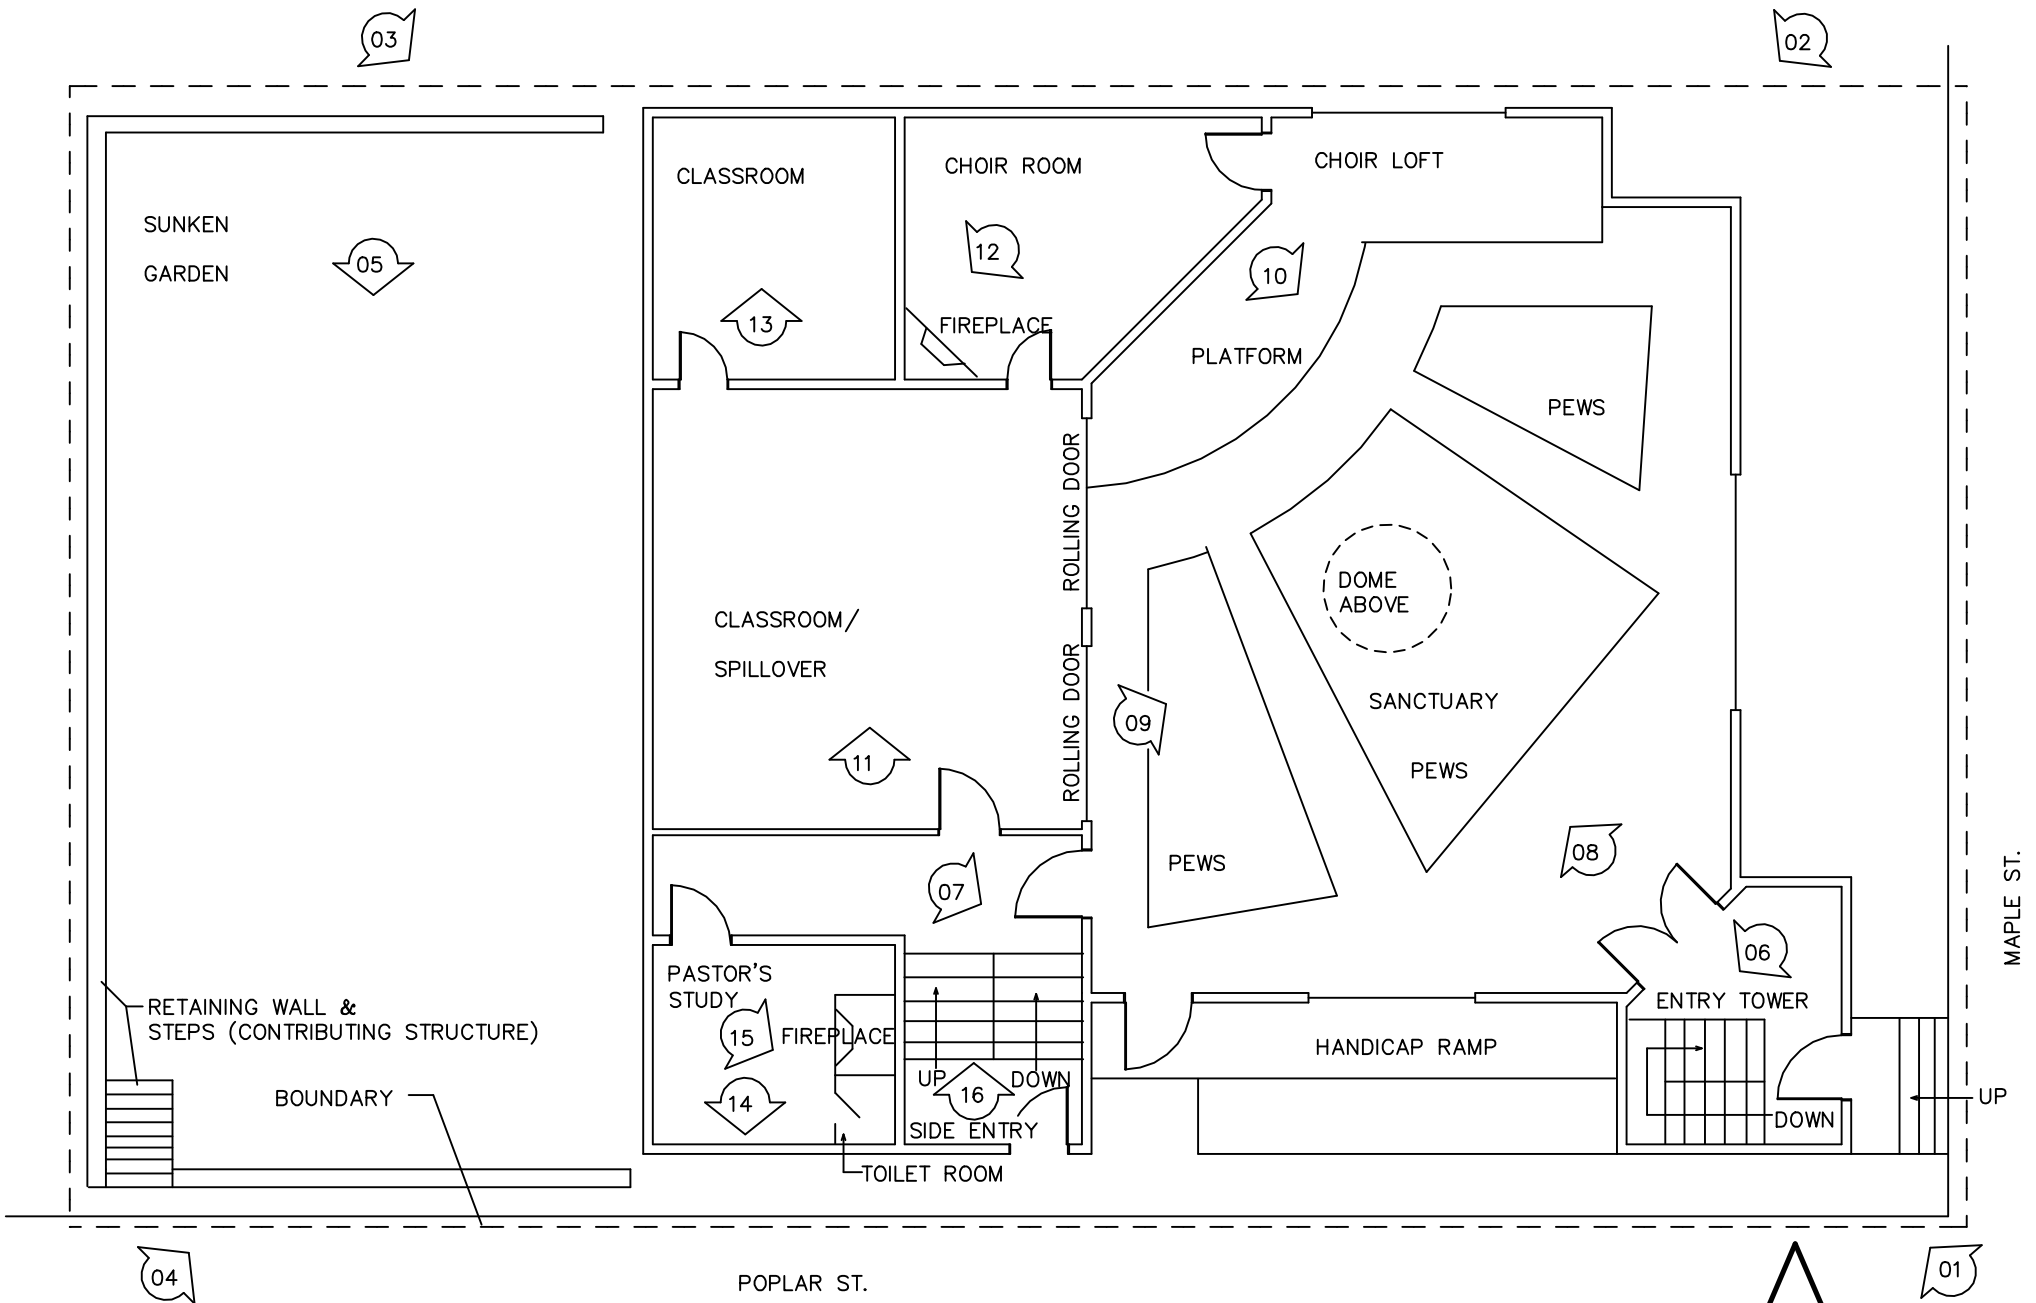 03
02
CLASSROOM
CHOIR ROOM
CHOIR LOFT
SUNKEN
GARDEN
05
12
10
13
FIREPLACE
PLATFORM
PEWS
ROLLING DOOR
DOME
ABOVE
CLASSROOM/
SPILLOVER
ROLLING DOOR
SANCTUARY
09
11
PEWS
PEWS
08
07
06
MAPLE ST.
PASTOR'S
STUDY
ENTRY TOWER
RETAINING WALL &
STEPS (CONTRIBUTING STRUCTURE)
15
FIREPLACE
HANDICAP RAMP
UP
DOWN
16
14
BOUNDARY
SIDE ENTRY
DOWN
UP
TOILET ROOM
04
POPLAR ST.
01